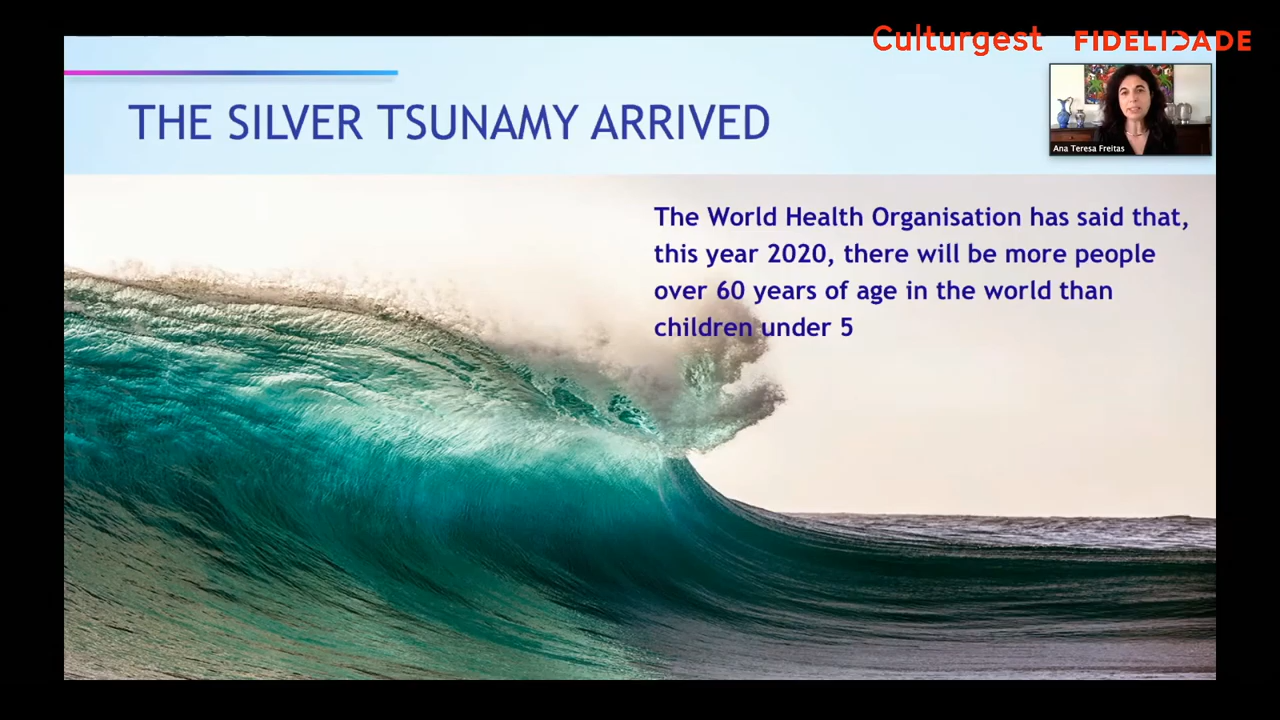 Culturgest FIDELIDADE
THE SILVER TSUNAMY ARRIVED
Ana Teresa Freitas
The World Health Organisation has said that,
this year 2020, there will be more people
over 60 years of age in the world than
children under 5